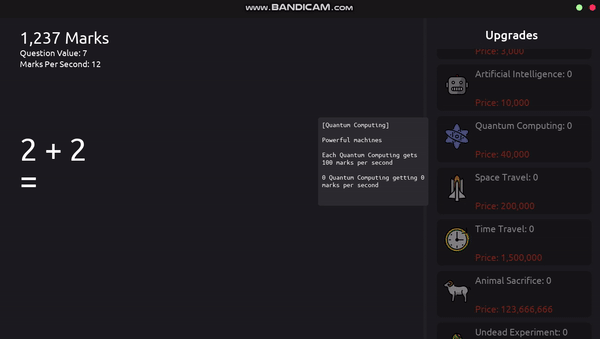 www.BANDICAM.com
1,237 Marks
Question Value: 7
Marks Per Second: 12
2 + 2
=
[Quantum Computing]
Powerful machines
Each Quantum Computing gets
100 marks per second
0 Quantum Computing getting 0
marks per second
Upgrades
Price: 3,000
Artificial Intelligence: 0
Price: 10,000
Quantum Computing: 0
Price: 40,000
Space Travel: 0
Price: 200,000
Time Travel: 0
Price: 1,500,000
Animal Sacrifice: 0
Price: 123,666,666
Undead Experiment: 0